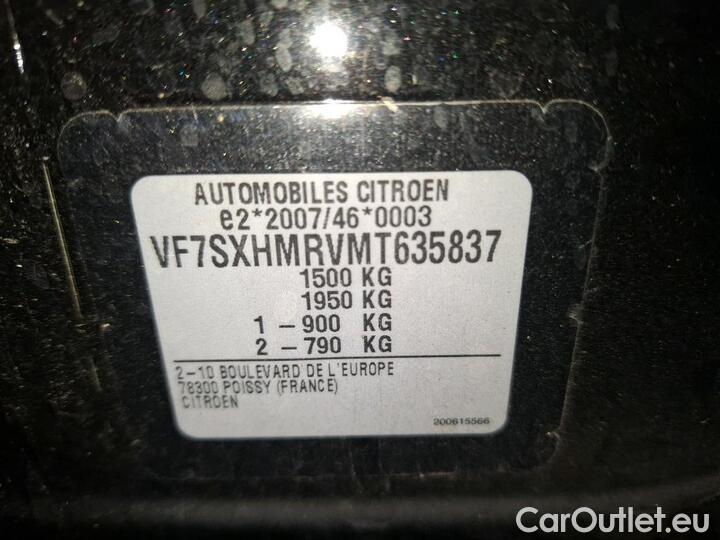 AUTOMOBILES CITROEN
e2*2007/46*0003
VF7SXHMRVMT635837
1500 KG
1950 KG
1 – 900 KG
2 – 790 KG
2–10 BOULEVARD DE L'EUROPE
78300 POISSY (FRANCE)
CITROEN
200615566
CarOutlet.eu